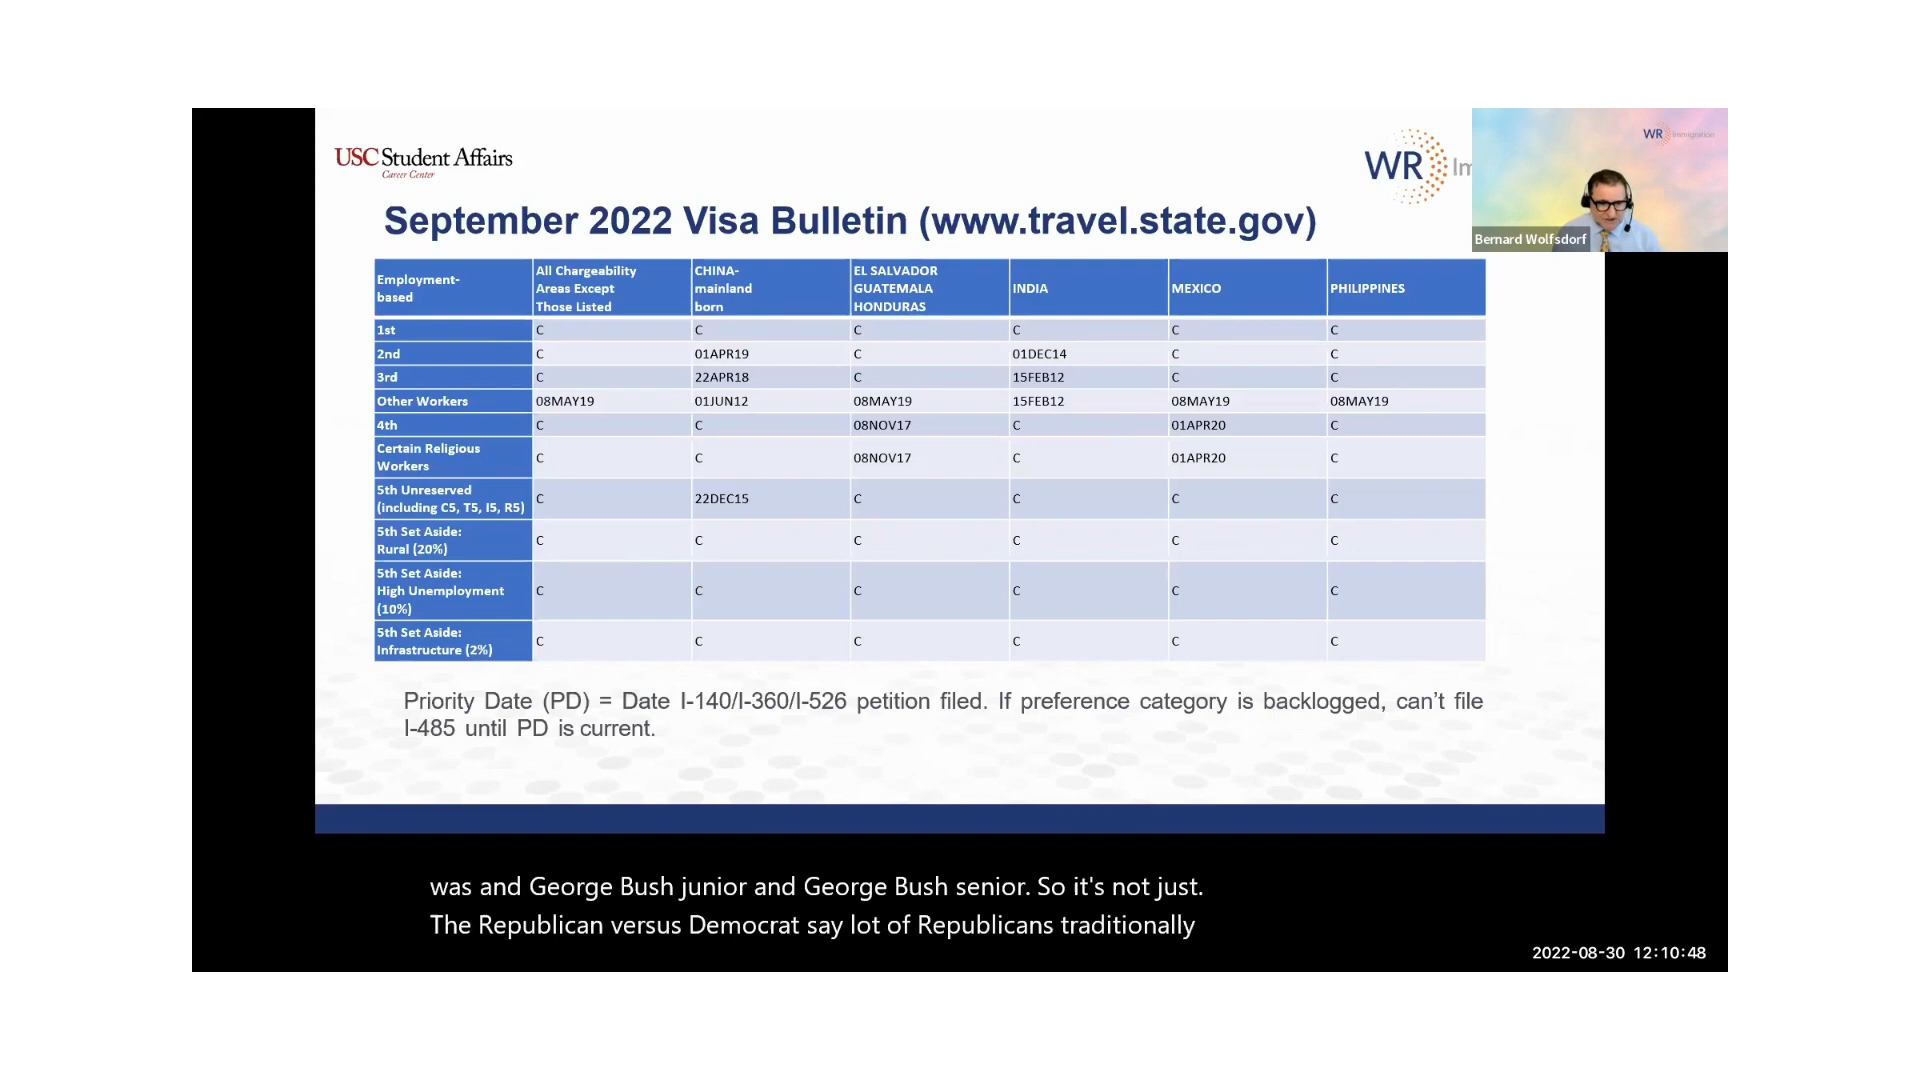 USC Student Affairs
Career Center
WR Im
WR Immigration
Bernard Wolfsdorf
September 2022 Visa Bulletin (www.travel.state.gov)
Employment-
based
All Chargeability
Areas Except
Those Listed
CHINA-
mainland
born
EL SALVADOR
GUATEMALA
HONDURAS
INDIA
MEXICO
PHILIPPINES
1st C C C C C C
2nd C 01APR19 C 01DEC14 C C
3rd C 22APR18 C 15FEB12 C C
Other Workers 08MAY19 01JUN12 08MAY19 15FEB12 08MAY19 08MAY19
4th C C 08NOV17 C 01APR20 C
Certain Religious
Workers
C C 08NOV17 C 01APR20 C
5th Unreserved
(including C5, T5, I5, R5)
C 22DEC15 C C C C
5th Set Aside:
Rural (20%)
C C C C C C
5th Set Aside:
High Unemployment
(10%)
C C C C C C
5th Set Aside:
Infrastructure (2%)
C C C C C C
Priority Date (PD) = Date I-140/I-360/I-526 petition filed. If preference category is backlogged, can’t file
I-485 until PD is current.
was and George Bush junior and George Bush senior. So it's not just.
The Republican versus Democrat say lot of Republicans traditionally
2022-08-30 12:10:48